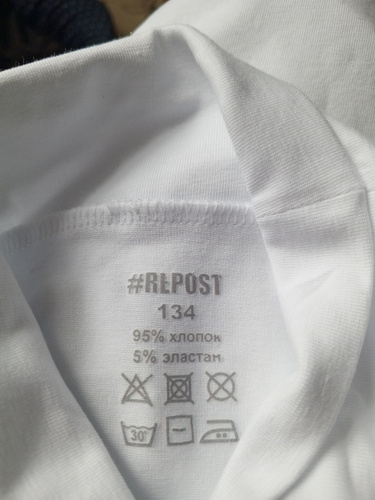 #REPOST
134
95% хлопок
5% эластан
30°